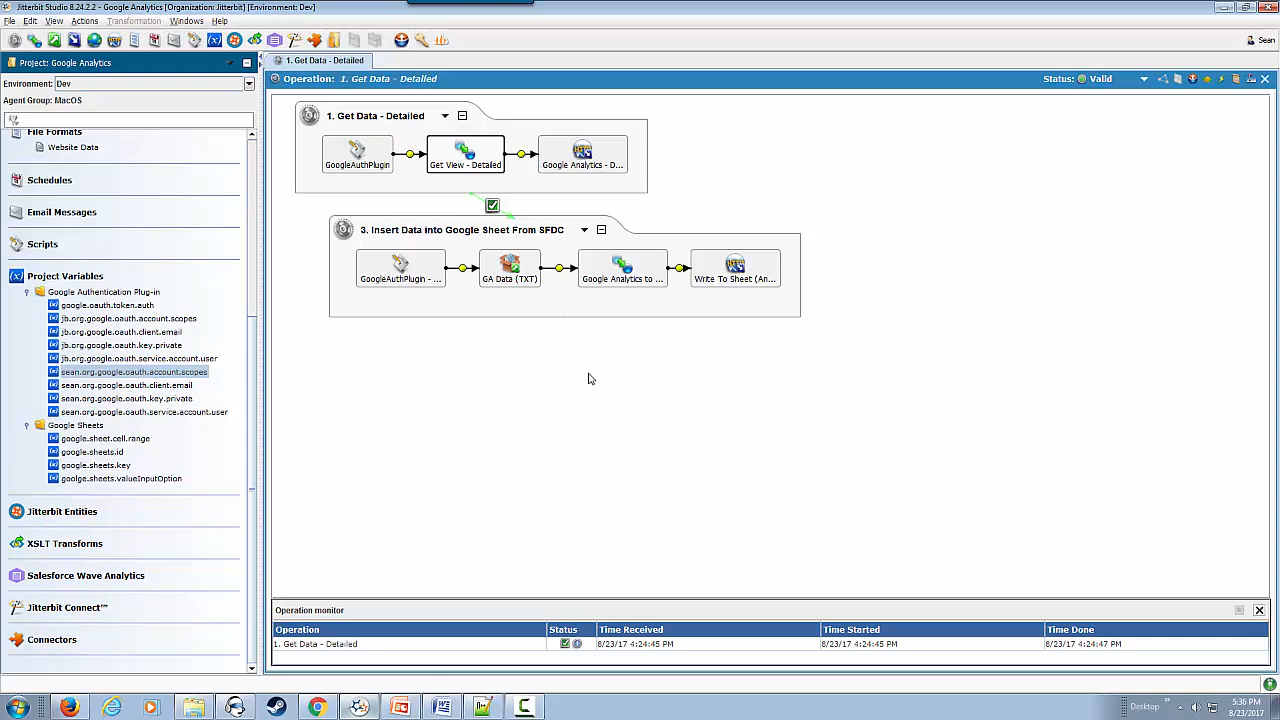 Jitterbit Studio 8.24.2.2 - Google Analytics [Organization: Jitterbit] [Environment: Dev]
File Edit View Actions Transformation Windows Help
Sean
Project: Google Analytics
Environment: Dev
Agent Group: MacOS
File Formats
Website Data
Schedules
Email Messages
Scripts
Project Variables
Google Authentication Plug-in
google.oauth.token.auth
jb.org.google.oauth.account.scopes
jb.org.google.oauth.client.email
jb.org.google.oauth.key.private
jb.org.google.oauth.service.account.user
sean.org.google.oauth.account.scopes
sean.org.google.oauth.client.email
sean.org.google.oauth.key.private
sean.org.google.oauth.service.account.user
Google Sheets
google.sheet.cell.range
google.sheets.id
google.sheets.key
goolge.sheets.valueInputOption
Jitterbit Entities
XSLT Transforms
Salesforce Wave Analytics
Jitterbit Connect™
Connectors
1. Get Data - Detailed
Operation: 1. Get Data - Detailed
Status: Valid
1. Get Data - Detailed
GoogleAuthPlugin
Get View - Detailed
Google Analytics - D...
3. Insert Data into Google Sheet From SFDC
GoogleAuthPlugin - ...
GA Data (TXT)
Google Analytics to ...
Write To Sheet (An...
Operation monitor
Operation Status Time Received Time Started Time Done
1. Get Data - Detailed 8/23/17 4:24:45 PM 8/23/17 4:24:45 PM 8/23/17 4:24:47 PM
Desktop
5:36 PM
8/23/2017